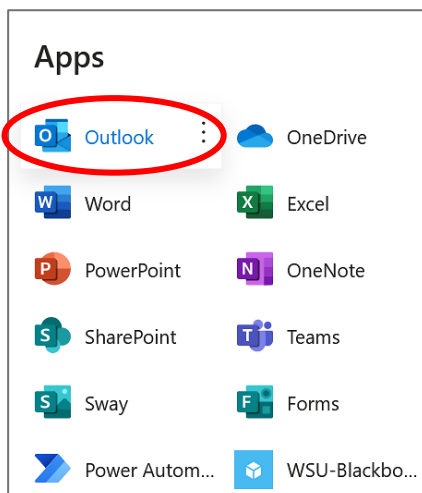 Apps
Outlook OneDrive
Word Excel
PowerPoint OneNote
SharePoint Teams
Sway Forms
Power Autom... WSU-Blackbo...